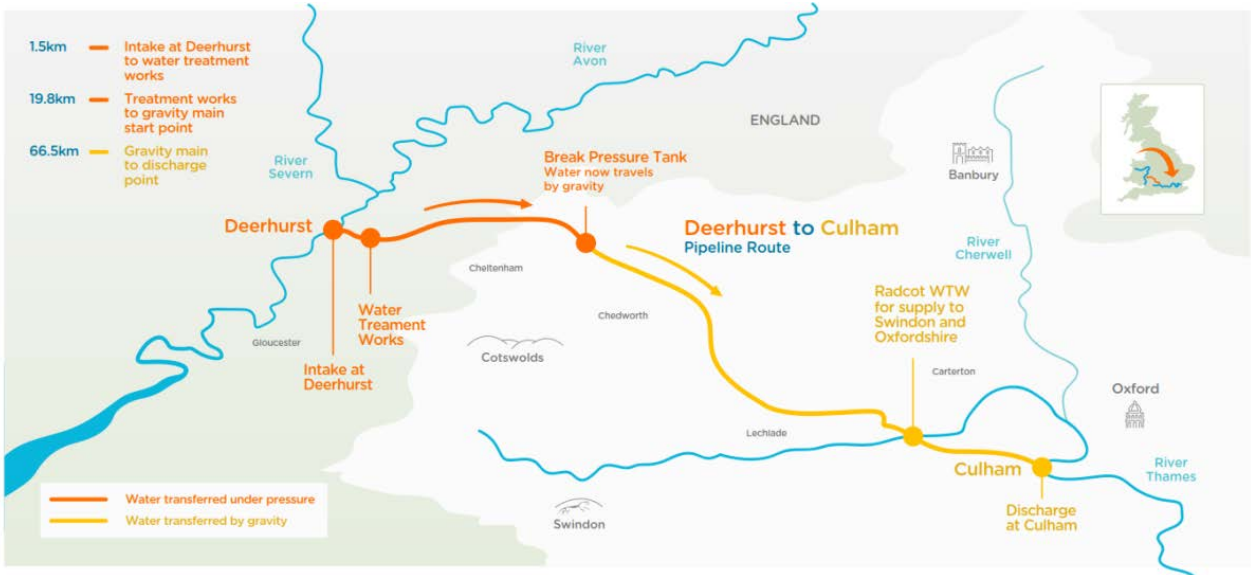 1.5km
Intake at Deerhurst
to water treatment
works
19.8km
Treatment works
to gravity main
start point
66.5km
Gravity main
to discharge
point
River
Avon
ENGLAND
River
Severn
Break Pressure Tank
Water now travels
by gravity
Banbury
Deerhurst
Deerhurst to Culham
Pipeline Route
River
Cherwell
Cheltenham
Water
Treament
Works
Chedworth
Radcot WTW
for supply to
Swindon and
Oxfordshire
Gloucester
Cotswolds
Intake at
Deerhurst
Carterton
Oxford
Lechlade
Culham
River
Thames
Water transferred under pressure
Water transferred by gravity
Swindon
Discharge
at Culham